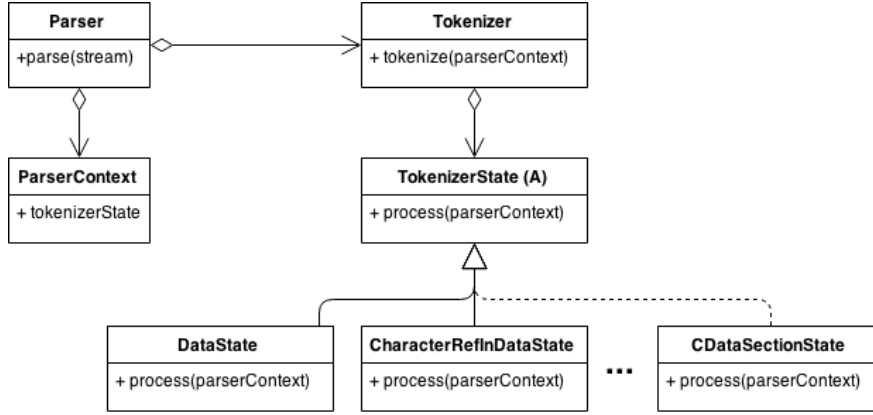 Parser
+parse(stream)
Tokenizer
+ tokenize(parserContext)
ParserContext
+ tokenizerState
TokenizerState (A)
+ process(parserContext)
DataState
+ process(parserContext)
CharacterRefInDataState
+ process(parserContext)
...
CDataSectionState
+ process(parserContext)